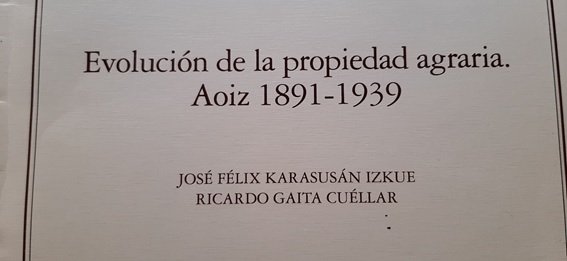 Evolución de la propiedad agraria.
Aoiz 1891-1939
JOSÉ FÉLIX KARASUSÁN IZKUE
RICARDO GAITA CUÉLLAR